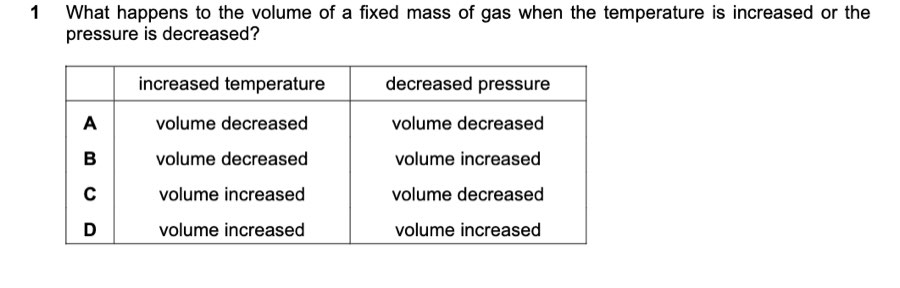 1 What happens to the volume of a fixed mass of gas when the temperature is increased or the
pressure is decreased?
increased temperature decreased pressure
A volume decreased volume decreased
B volume decreased volume increased
C volume increased volume decreased
D volume increased volume increased